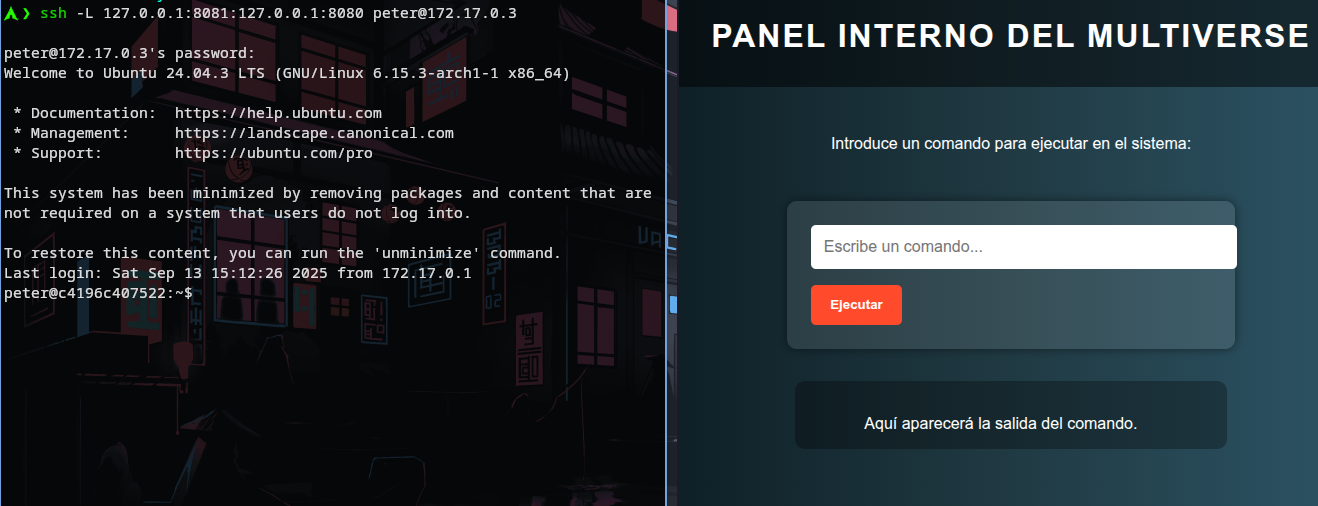 ❯ ssh -L 127.0.0.1:8081:127.0.0.1:8080 peter@172.17.0.3
peter@172.17.0.3's password:
Welcome to Ubuntu 24.04.3 LTS (GNU/Linux 6.15.3-arch1-1 x86_64)
* Documentation:  https://help.ubuntu.com
* Management:     https://landscape.canonical.com
* Support:        https://ubuntu.com/pro
This system has been minimized by removing packages and content that are
not required on a system that users do not log into.
To restore this content, you can run the 'unminimize' command.
Last login: Sat Sep 13 15:12:26 2025 from 172.17.0.1
peter@c4196c407522:~$
PANEL INTERNO DEL MULTIVERSE
Introduce un comando para ejecutar en el sistema:
Escribe un comando...
Ejecutar
Aquí aparecerá la salida del comando.